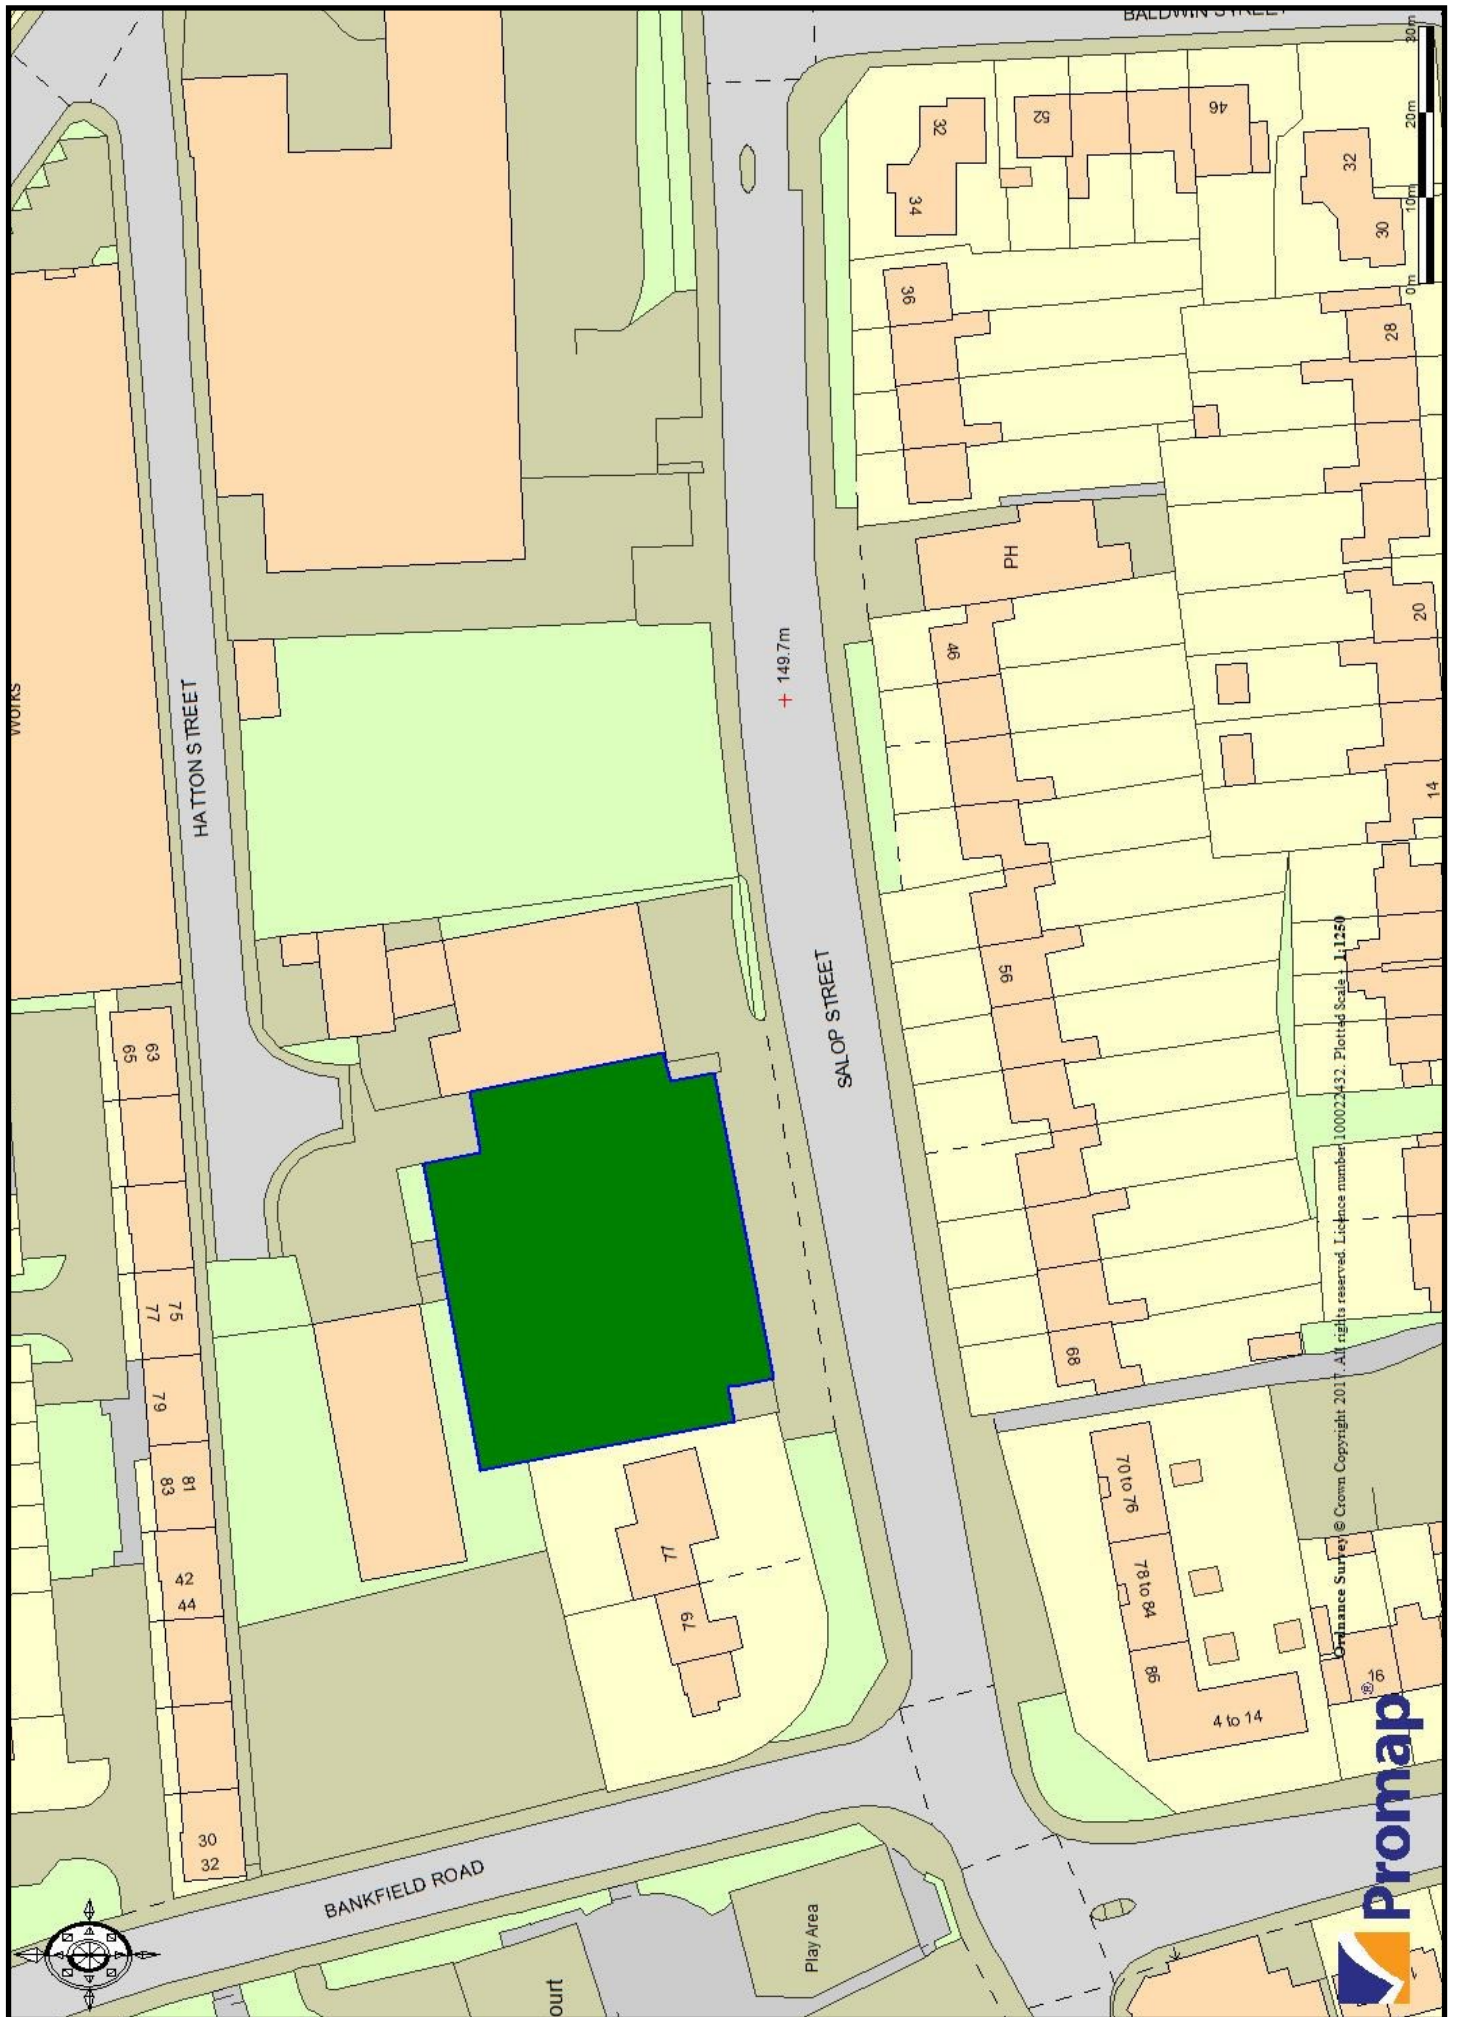 BALDWIN STREET
30m
20m
10m
0m
32
34
52
46
32
30
36
28
PH
46
20
149.7m
Works
HATTON STREET
14
SALOP STREET
56
63
65
75
77
79
81
83
68
42
44
77
79
70 to 76
78 to 84
86
4 to 14
16
30
32
BANKFIELD ROAD
Play Area
ourt
Ordnance Survey © Crown Copyright 2017. All rights reserved. Licence number 100022432. Plotted Scale - 1:1250
Promap®